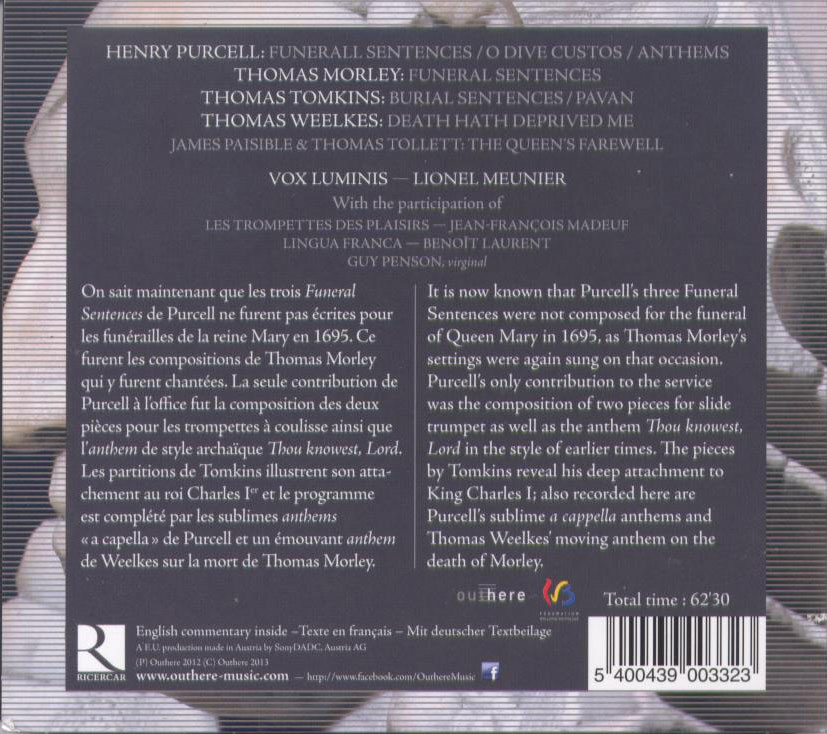 HENRY PURCELL: FUNERALL SENTENCES / O DIVE CUSTOS / ANTHEMS
THOMAS MORLEY: FUNERAL SENTENCES
THOMAS TOMKINS: BURIAL SENTENCES / PAVAN
THOMAS WEELKES: DEATH HATH DEPRIVED ME
JAMES PAISIBLE & THOMAS TOLLETT: THE QUEEN'S FAREWELL
VOX LUMINIS — LIONEL MEUNIER
With the participation of
LES TROMPETTES DES PLAISIRS — JEAN-FRANÇOIS MADEUF
LINGUA FRANCA — BENOÎT LAURENT
GUY PENSON, virginal
On sait maintenant que les trois Funeral
Sentences de Purcell ne furent pas écrites pour
les funérailles de la reine Mary en 1695. Ce
furent les compositions de Thomas Morley
qui y furent chantées. La seule contribution de
Purcell à l'office fut la composition des deux
pièces pour les trompettes à coulisse ainsi que
l'anthem de style archaïque Thou knowest, Lord.
Les partitions de Tomkins illustrent son atta-
chement au roi Charles Ier et le programme
est complété par les sublimes anthems
« a capella » de Purcell et un émouvant anthem
de Weelkes sur la mort de Thomas Morley.
It is now known that Purcell's three Funeral
Sentences were not composed for the funeral
of Queen Mary in 1695, as Thomas Morley's
settings were again sung on that occasion.
Purcell's only contribution to the service
was the composition of two pieces for slide
trumpet as well as the anthem Thou knowest,
Lord in the style of earlier times. The pieces
by Tomkins reveal his deep attachment to
King Charles I; also recorded here are
Purcell's sublime a cappella anthems and
Thomas Weelkes' moving anthem on the
death of Morley.
outhere
Total time : 62'30
RICERCAR
English commentary inside – Texte en français – Mit deutscher Textbeilage
A E.U. production made in Austria by SonyDADC, Austria AG
(P) Outhere 2012 (C) Outhere 2013
www.outhere-music.com — http://www.facebook.com/OuthereMusic
f
5 400439 003323